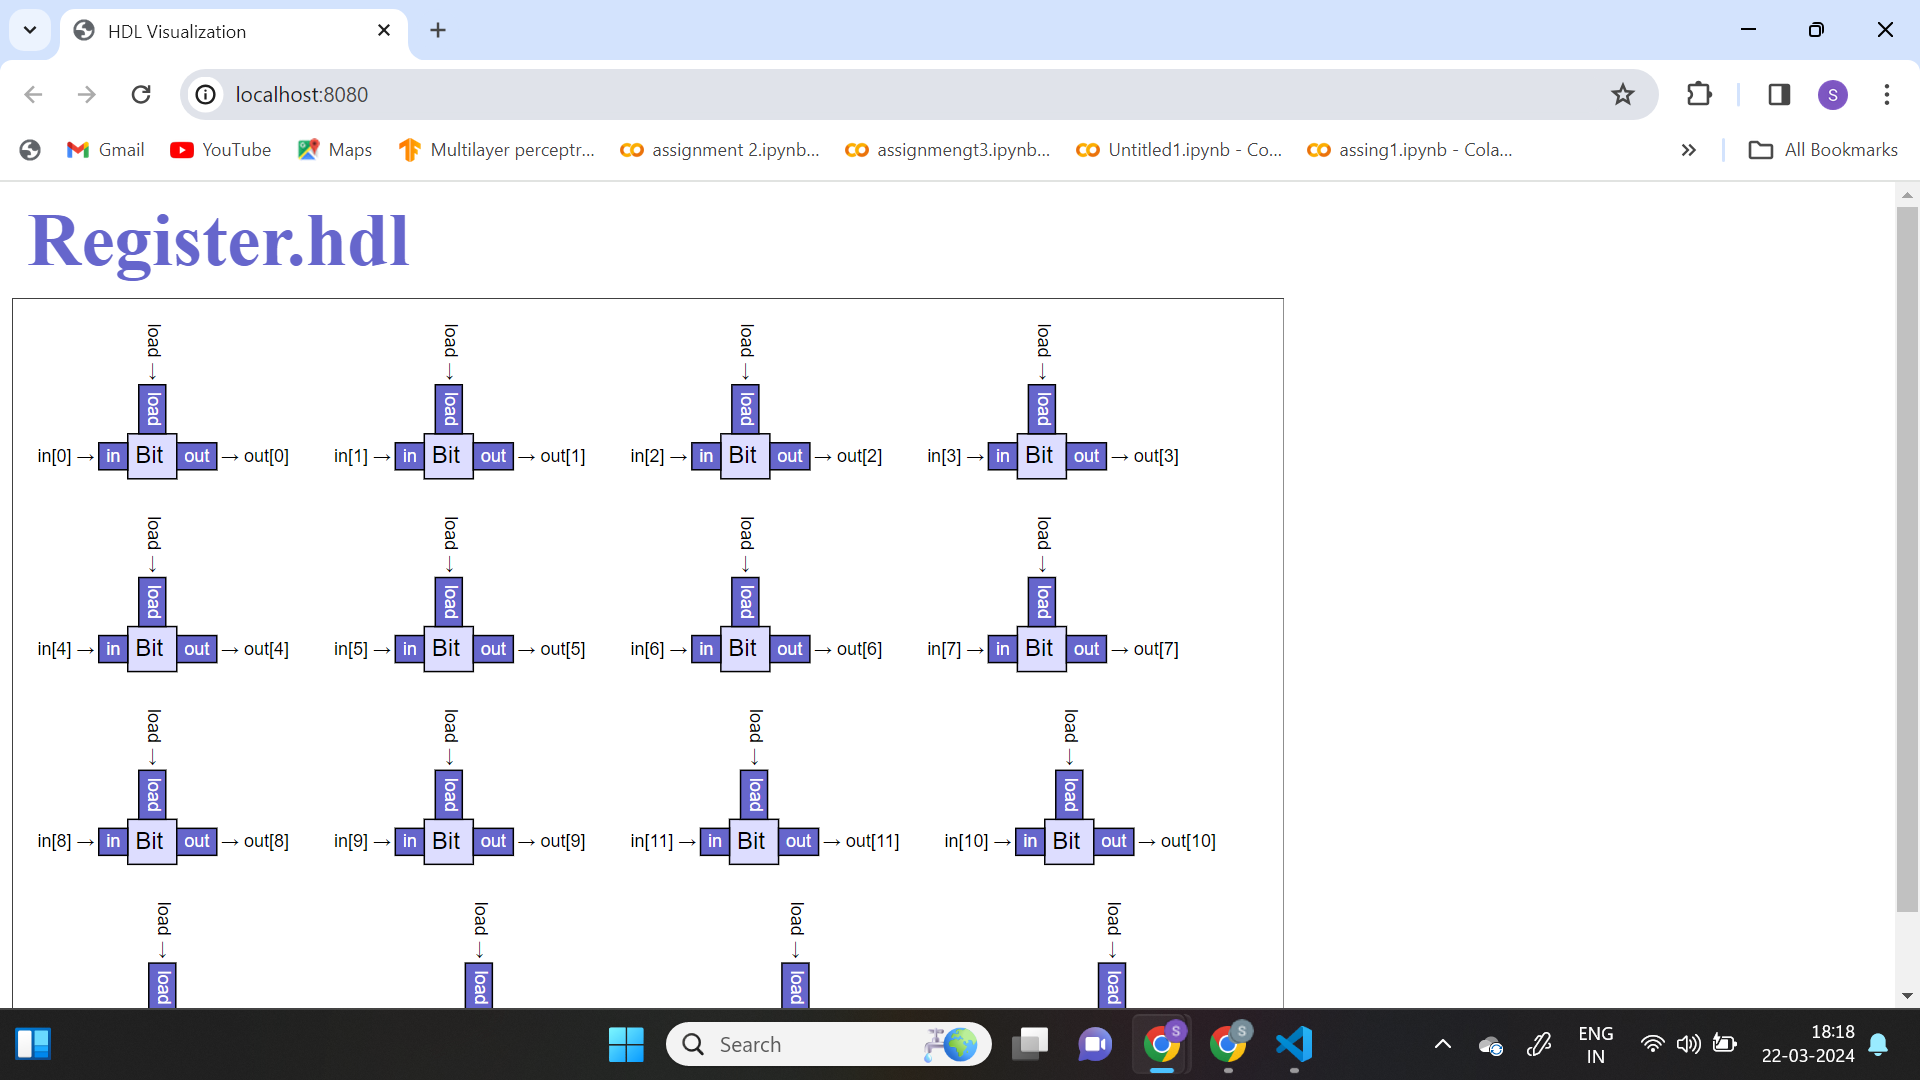 HDL Visualization
localhost:8080
S
Gmail YouTube Maps Multilayer perceptr... assignment 2.ipynb... assignmengt3.ipynb... Untitled1.ipynb - Co... assing1.ipynb - Cola... All Bookmarks
Register.hdl
load load load load
load load load load
in[0] → in Bit out → out[0] in[1] → in Bit out → out[1] in[2] → in Bit out → out[2] in[3] → in Bit out → out[3]
load load load load
load load load load
in[4] → in Bit out → out[4] in[5] → in Bit out → out[5] in[6] → in Bit out → out[6] in[7] → in Bit out → out[7]
load load load load
load load load load
in[8] → in Bit out → out[8] in[9] → in Bit out → out[9] in[11] → in Bit out → out[11] in[10] → in Bit out → out[10]
load load load load
load load load load
Search S S ENG 18:18
IN 22-03-2024